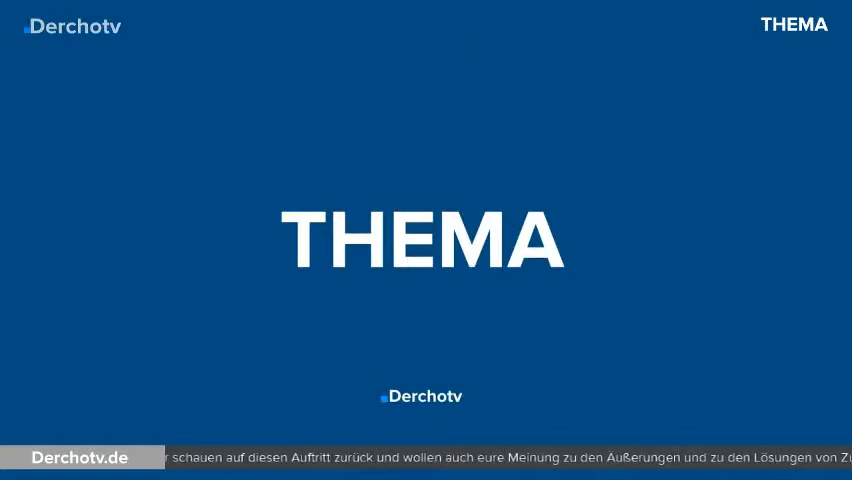 Derchotv
THEMA
THEMA
Derchotv
Derchotv.de
schauen auf diesen Auftritt zurück und wollen auch eure Meinung zu den Äußerungen und zu den Lösungen von